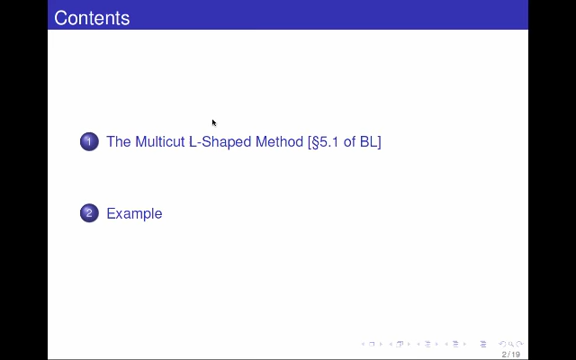 Contents
1 The Multicut L-Shaped Method [§5.1 of BL]
2 Example
2/19